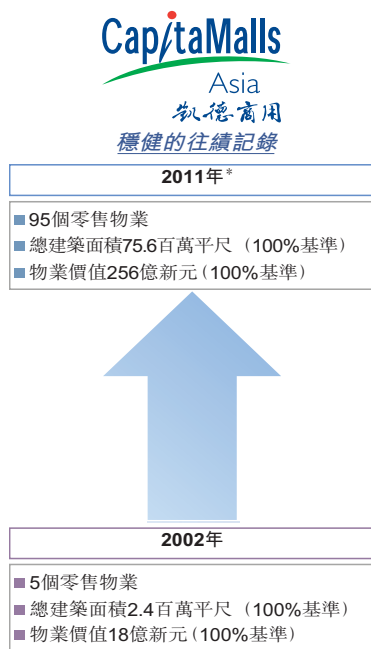 CapitaMalls
Asia
凱德商用
穩健的往績記錄
2011年*
95個零售物業
總建築面積75.6百萬平尺（100%基準）
物業價值256億新元(100%基準）
2002年
5個零售物業
總建築面積2.4百萬平尺（100%基準）
物業價值18億新元(100%基準）